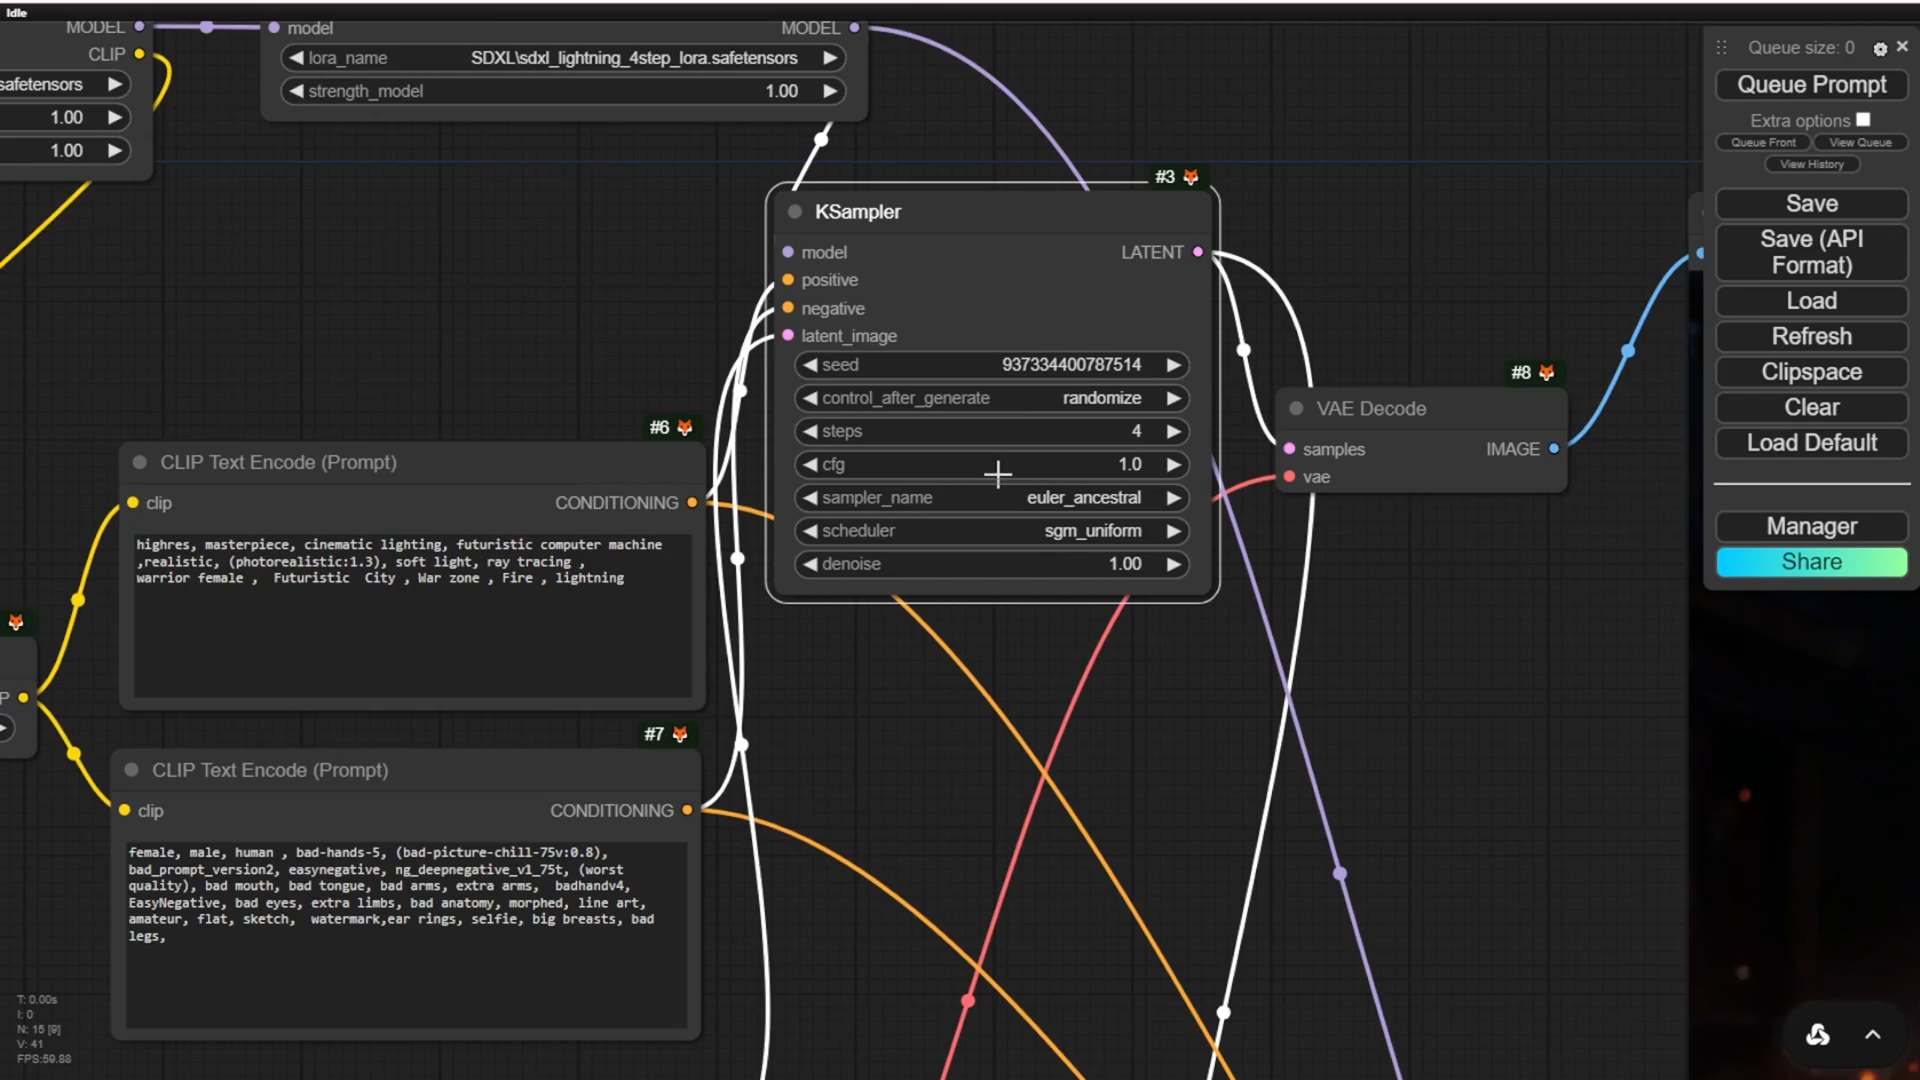 Idle
MODEL
CLIP
safetensors
1.00
1.00
model
MODEL
lora_name SDXL\sdxl_lightning_4step_lora.safetensors
strength_model 1.00
#3
KSampler
model LATENT
positive
negative
latent_image
seed 937334400787514
control_after_generate randomize
steps 4
cfg 1.0
sampler_name euler_ancestral
scheduler sgm_uniform
denoise 1.00
#8
VAE Decode
samples IMAGE
vae
#6
CLIP Text Encode (Prompt)
clip CONDITIONING
highres, masterpiece, cinematic lighting, futuristic computer machine
,realistic, (photorealistic:1.3), soft light, ray tracing ,
warrior female , Futuristic City , War zone , Fire , lightning
P
#7
CLIP Text Encode (Prompt)
clip CONDITIONING
female, male, human , bad-hands-5, (bad-picture-chill-75v:0.8),
bad_prompt_version2, easynegative, ng_deepnegative_v1_75t, (worst
quality), bad mouth, bad tongue, bad arms, extra arms, badhandv4,
EasyNegative, bad eyes, extra limbs, bad anatomy, morphed, line art,
amateur, flat, sketch, watermark,ear rings, selfie, big breasts, bad
legs,
T: 0.00s
I: 0
N: 15 [9]
V: 41
FPS:59.88
Queue size: 0
Queue Prompt
Extra options
Queue Front View Queue
View History
Save
Save (API
Format)
Load
Refresh
Clipspace
Clear
Load Default
Manager
Share